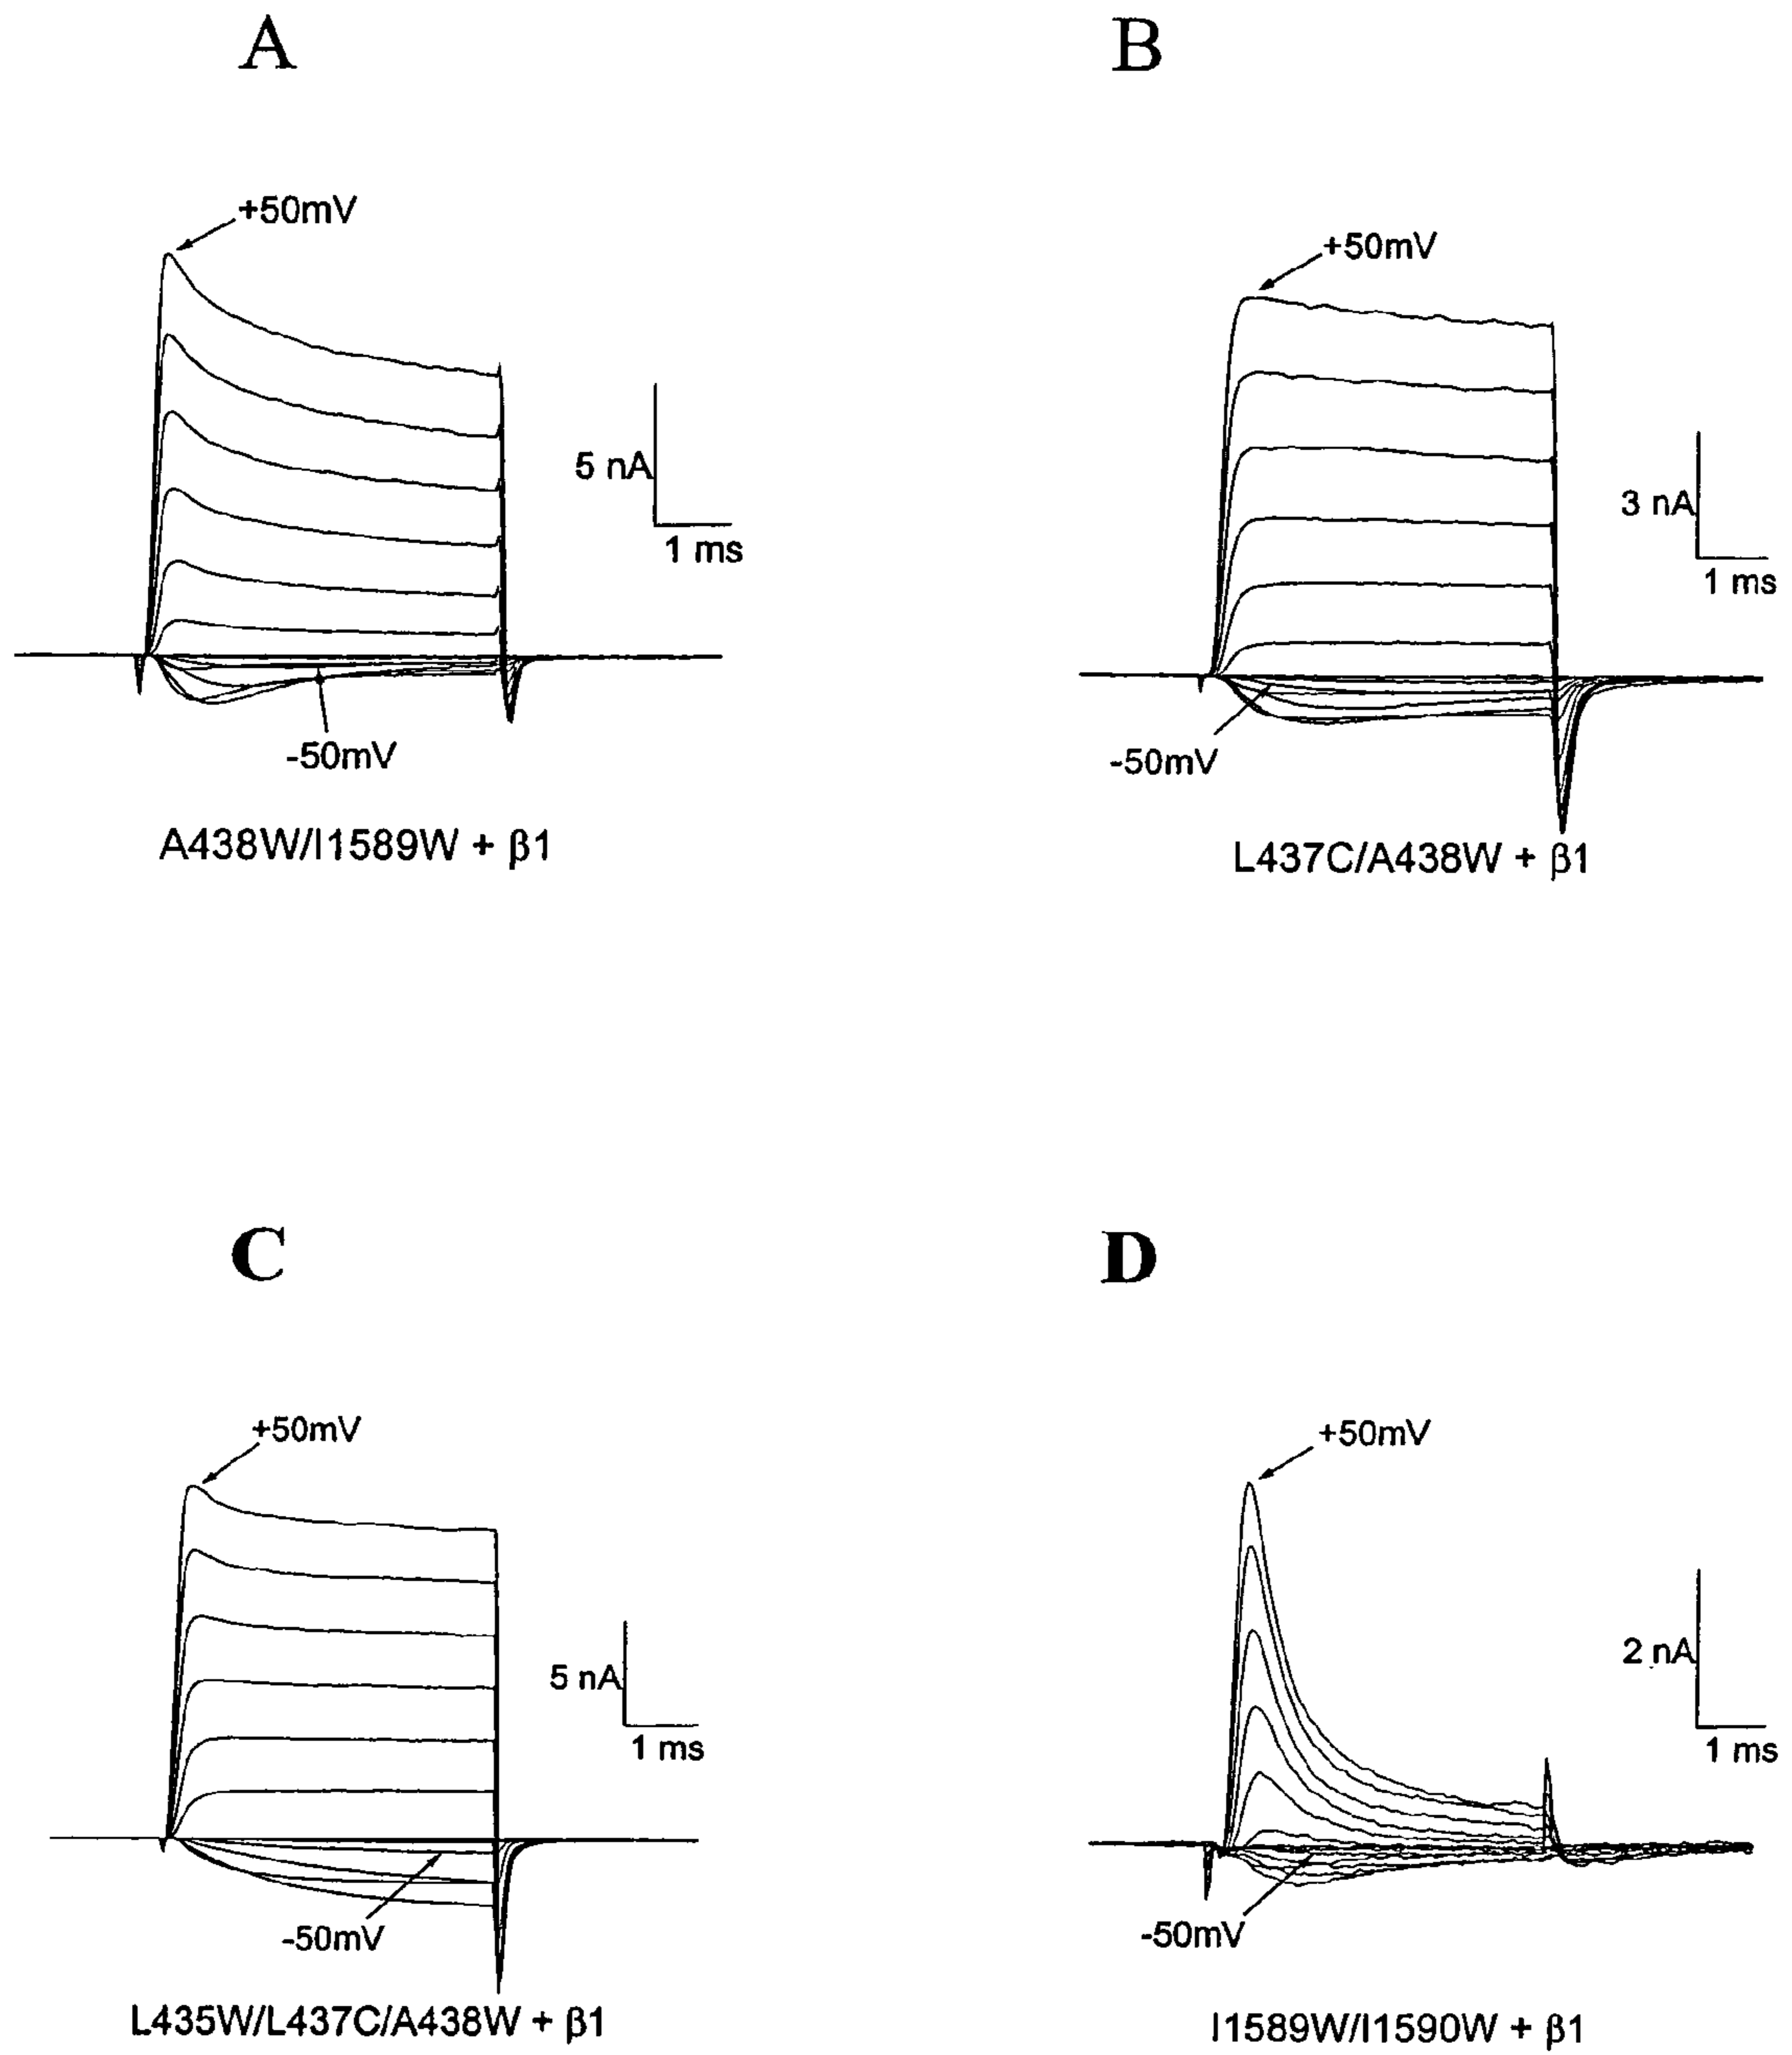 A
B
+50mV
+50mV
5 nA
1 ms
3 nA
1 ms
-50mV
-50mV
A438W/I1589W + β1
L437C/A438W + β1
C
D
+50mV
+50mV
5 nA
1 ms
2 nA
1 ms
-50mV
-50mV
L435W/L437C/A438W + β1
I1589W/I1590W + β1